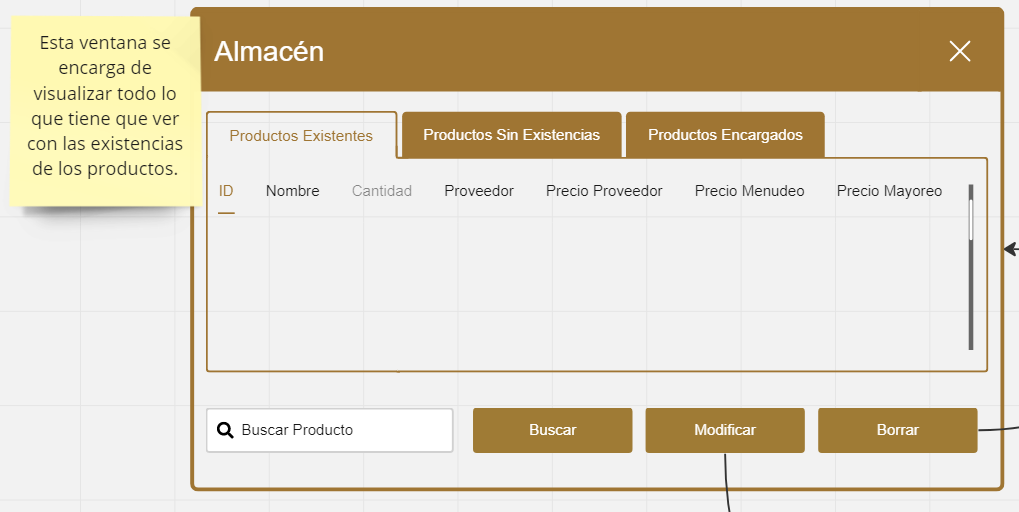 Esta ventana se
encarga de
visualizar todo lo
que tiene que ver
con las existencias
de los productos.
Almacén
Productos Existentes Productos Sin Existencias Productos Encargados
ID Nombre Cantidad Proveedor Precio Proveedor Precio Menudeo Precio Mayoreo
Buscar Producto Buscar Modificar Borrar